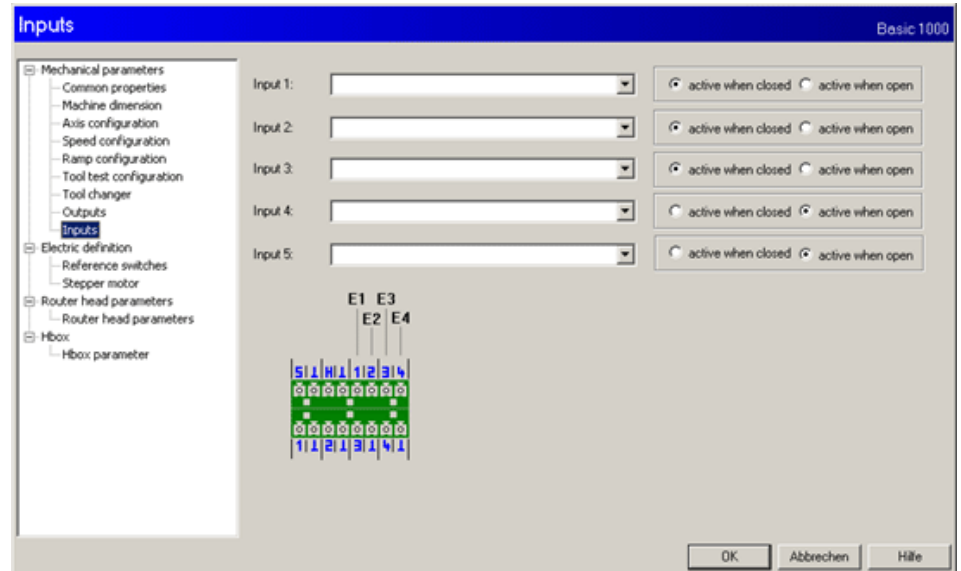 Inputs
Basic 1000
Mechanical parameters
Common properties
Machine dimension
Axis configuration
Speed configuration
Ramp configuration
Tool test configuration
Tool changer
Outputs
Inputs
Electric definition
Reference switches
Stepper motor
Router head parameters
Router head parameters
Hbox
Hbox parameter
Input 1:
active when closed active when open
Input 2:
active when closed active when open
Input 3:
active when closed active when open
Input 4:
active when closed active when open
Input 5:
active when closed active when open
E1 E3
E2 E4
S ⊥ H ⊥ 1 2 3 4
1 ⊥ 2 ⊥ 3 ⊥ 4 ⊥
OK Abbrechen Hilfe